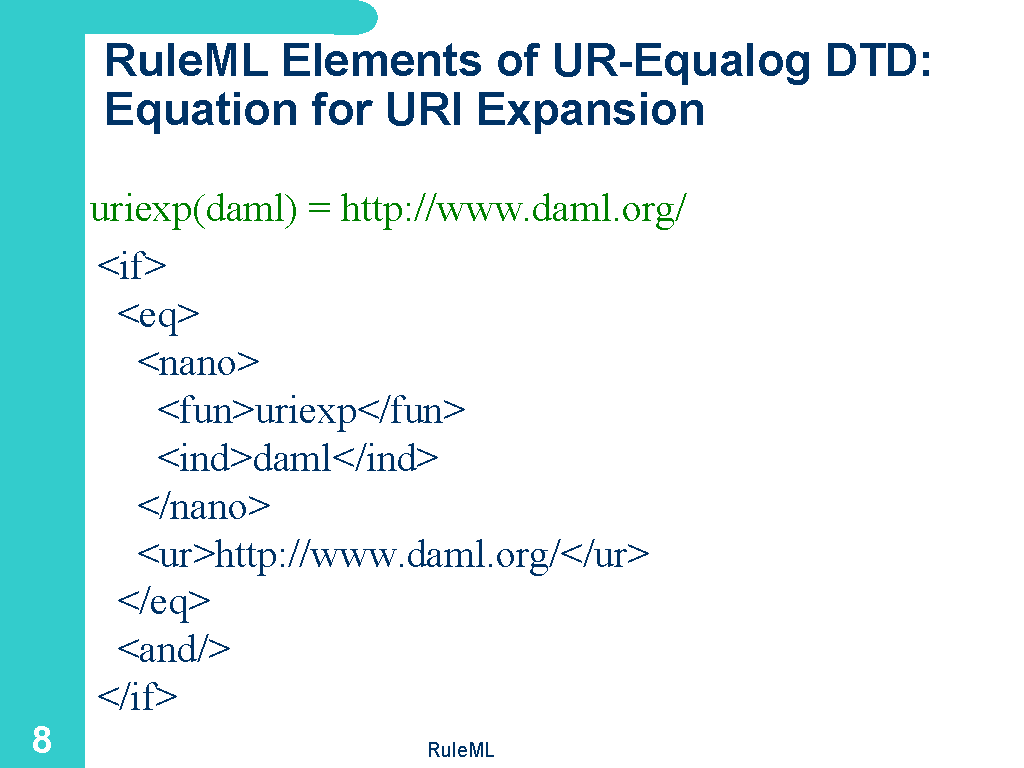 RuleML Elements of UR-Equalog DTD:
Equation for URI Expansion
uriexp(daml) = http://www.daml.org/
<if>
<eq>
<nano>
<fun>uriexp</fun>
<ind>daml</ind>
</nano>
<ur>http://www.daml.org/</ur>
</eq>
<and/>
</if>
8
RuleML